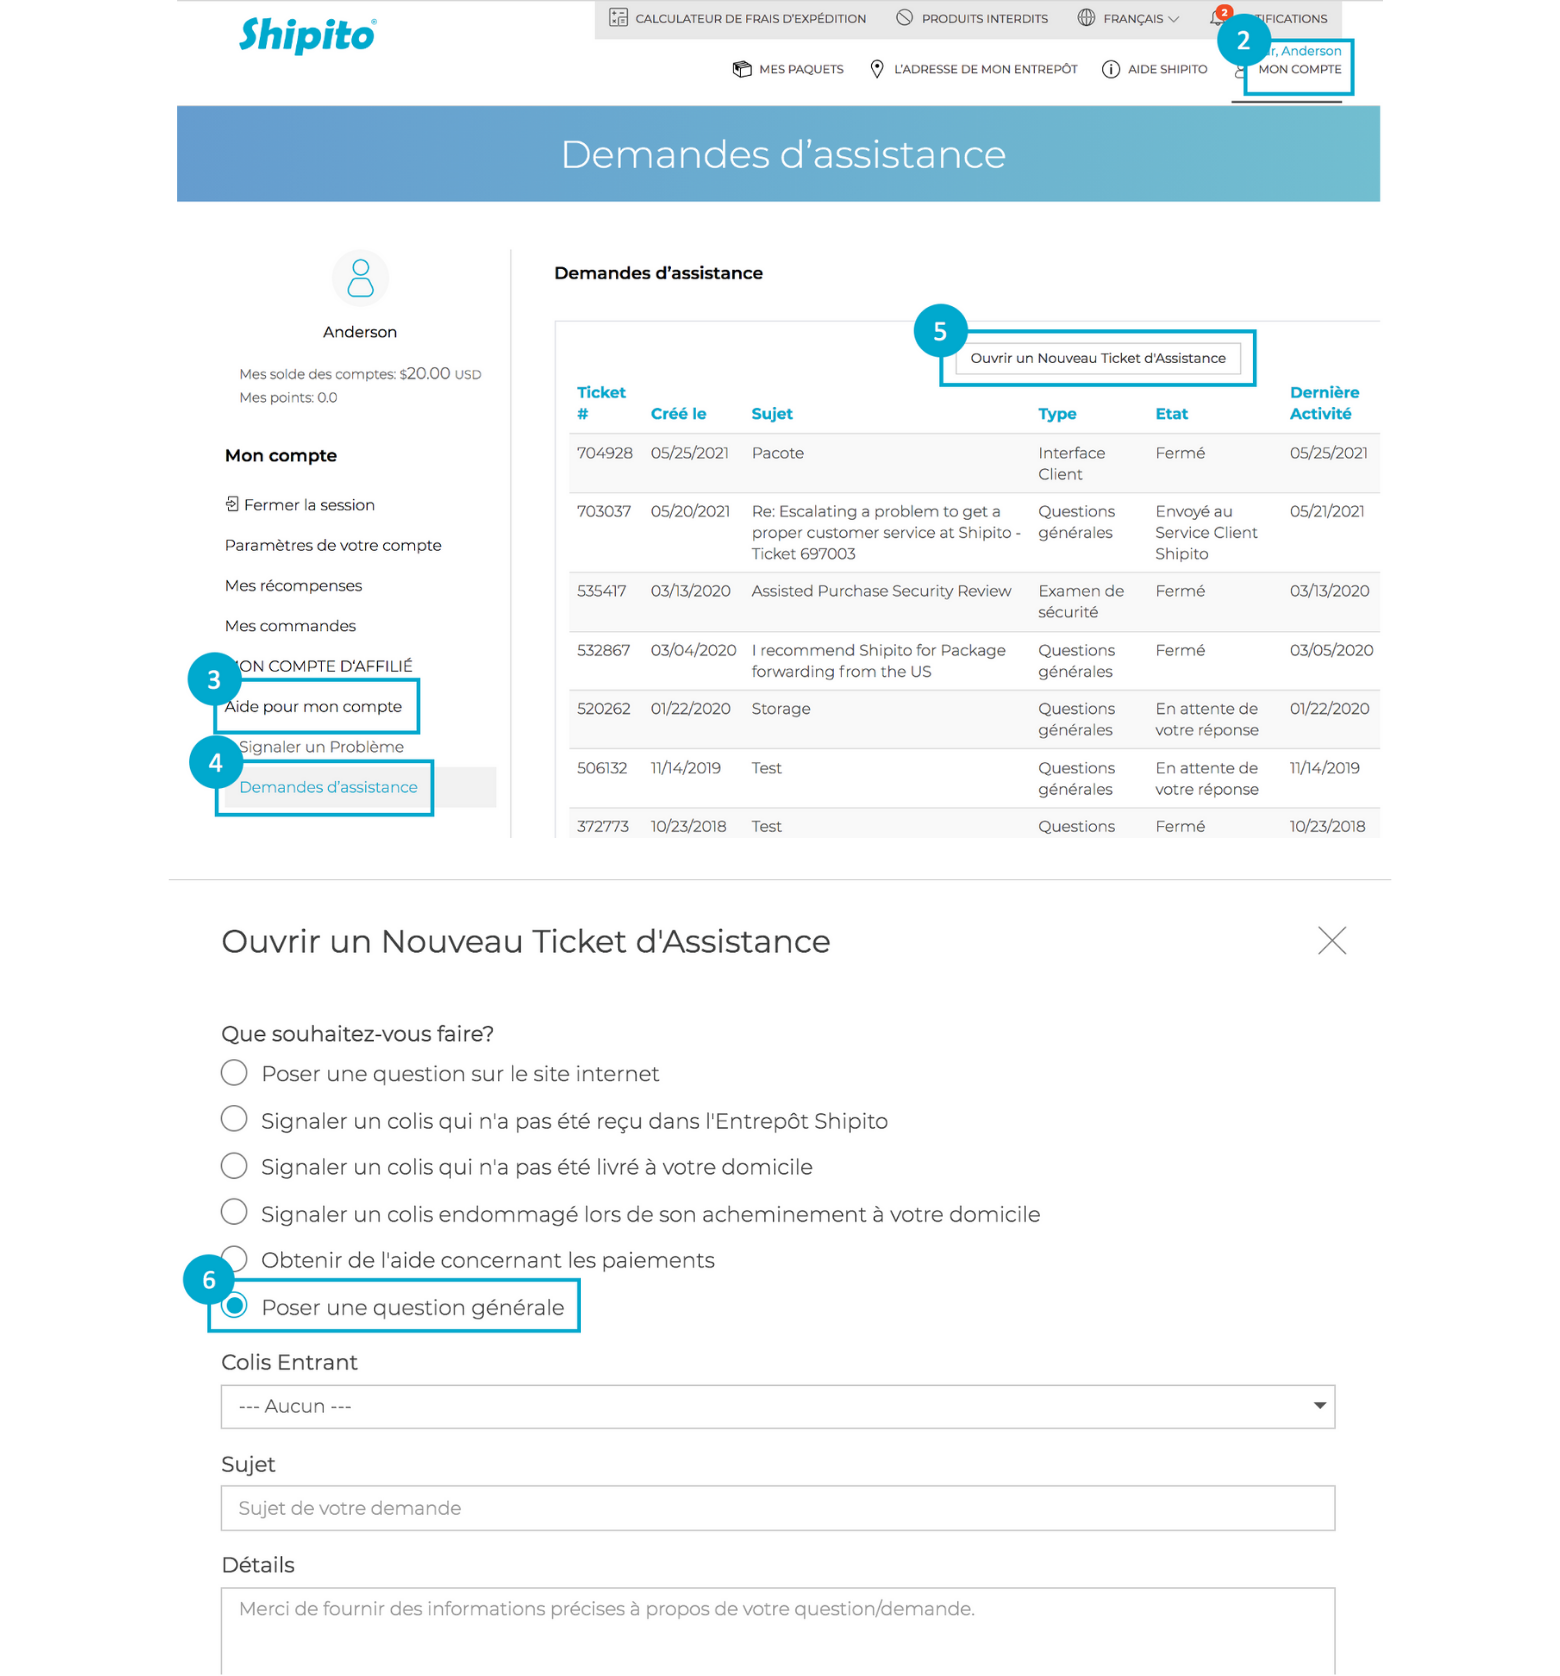 Shipito
CALCULATEUR DE FRAIS D'EXPÉDITION
PRODUITS INTERDITS
FRANÇAIS
2
TIFICATIONS
2
r, Anderson
MES PAQUETS
L'ADRESSE DE MON ENTREPÔT
AIDE SHIPITO
MON COMPTE
Demandes d'assistance
Anderson
Mes solde des comptes: $20.00 USD
Mes points: 0.0
Mon compte
Fermer la session
Paramètres de votre compte
Mes récompenses
Mes commandes
ON COMPTE D'AFFILIÉ
3
Aide pour mon compte
Signaler un Problème
4
Demandes d'assistance
Demandes d'assistance
5
Ouvrir un Nouveau Ticket d'Assistance
Ticket # Créé le Sujet Type Etat Dernière Activité
704928 05/25/2021 Pacote Interface Client Fermé 05/25/2021
703037 05/20/2021 Re: Escalating a problem to get a proper customer service at Shipito - Ticket 697003 Questions générales Envoyé au Service Client Shipito 05/21/2021
535417 03/13/2020 Assisted Purchase Security Review Examen de sécurité Fermé 03/13/2020
532867 03/04/2020 I recommend Shipito for Package forwarding from the US Questions générales Fermé 03/05/2020
520262 01/22/2020 Storage Questions générales En attente de votre réponse 01/22/2020
506132 11/14/2019 Test Questions générales En attente de votre réponse 11/14/2019
372773 10/23/2018 Test Questions Fermé 10/23/2018
Ouvrir un Nouveau Ticket d'Assistance
Que souhaitez-vous faire?
Poser une question sur le site internet
Signaler un colis qui n'a pas été reçu dans l'Entrepôt Shipito
Signaler un colis qui n'a pas été livré à votre domicile
Signaler un colis endommagé lors de son acheminement à votre domicile
Obtenir de l'aide concernant les paiements
6
Poser une question générale
Colis Entrant
--- Aucun ---
Sujet
Sujet de votre demande
Détails
Merci de fournir des informations précises à propos de votre question/demande.